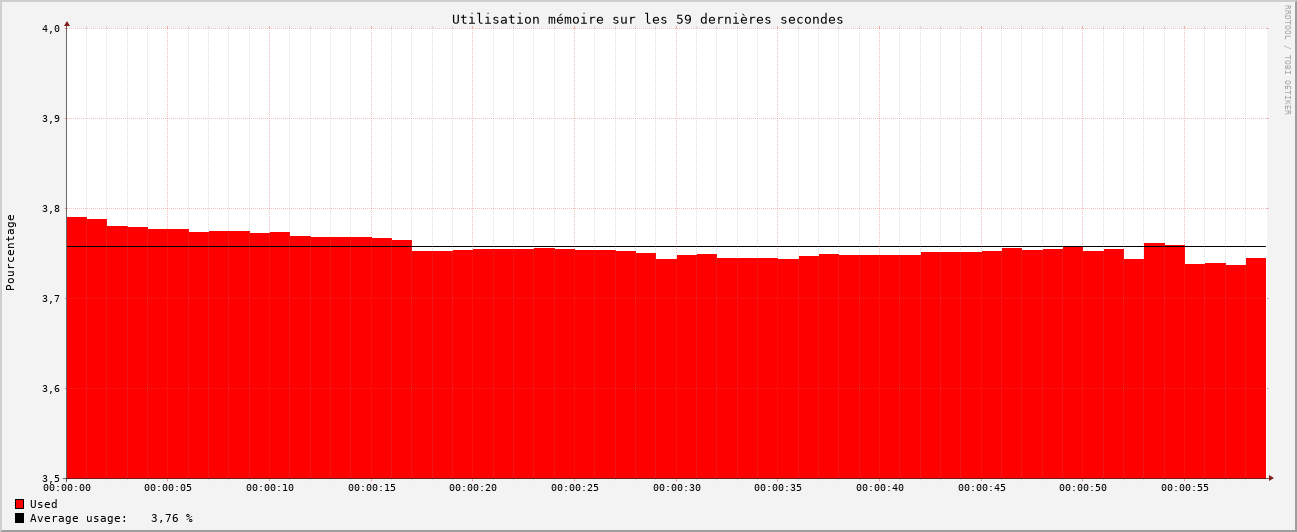 Utilisation mémoire sur les 59 dernières secondes
RRDTOOL / TOBI OETIKER
Pourcentage
4,0
3,9
3,8
3,7
3,6
3,5
00:00:00 00:00:05 00:00:10 00:00:15 00:00:20 00:00:25 00:00:30 00:00:35 00:00:40 00:00:45 00:00:50 00:00:55
Used
Average usage: 3,76 %